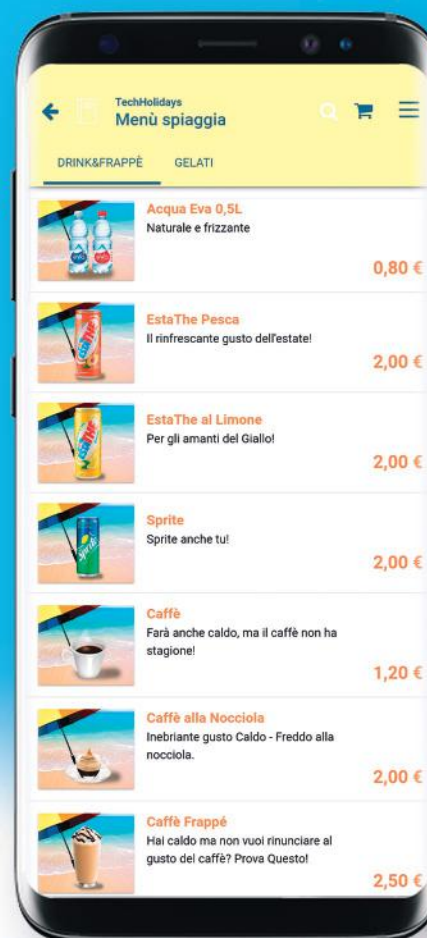 TechHolidays
Menù spiaggia
DRINK&FRAPPÈ GELATI
Acqua Eva 0,5L
Naturale e frizzante
0,80 €
EstaThe Pesca
Il rinfrescante gusto dell'estate!
2,00 €
EstaThe al Limone
Per gli amanti del Giallo!
2,00 €
Sprite
Sprite anche tu!
2,00 €
Caffè
Farà anche caldo, ma il caffè non ha
stagione!
1,20 €
Caffè alla Nocciola
Inebriante gusto Caldo - Freddo alla
nocciola.
2,00 €
Caffè Frappé
Hai caldo ma non vuoi rinunciare al
gusto del caffè? Prova Questo!
2,50 €